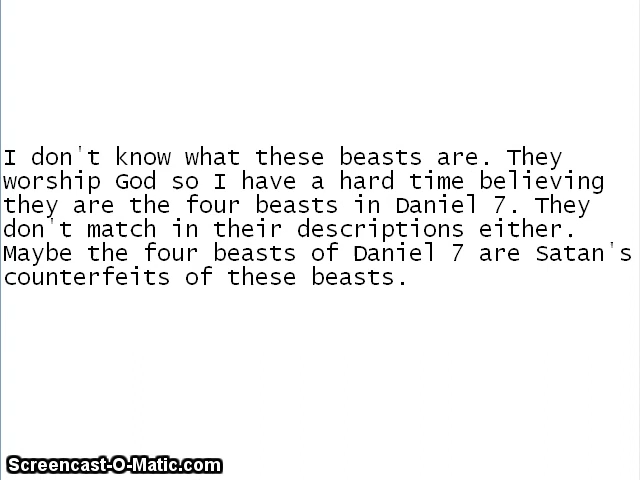 I don't know what these beasts are. They
worship God so I have a hard time believing
they are the four beasts in Daniel 7. They
don't match in their descriptions either.
Maybe the four beasts of Daniel 7 are Satan's
counterfeits of these beasts.
Screencast-O-Matic.com